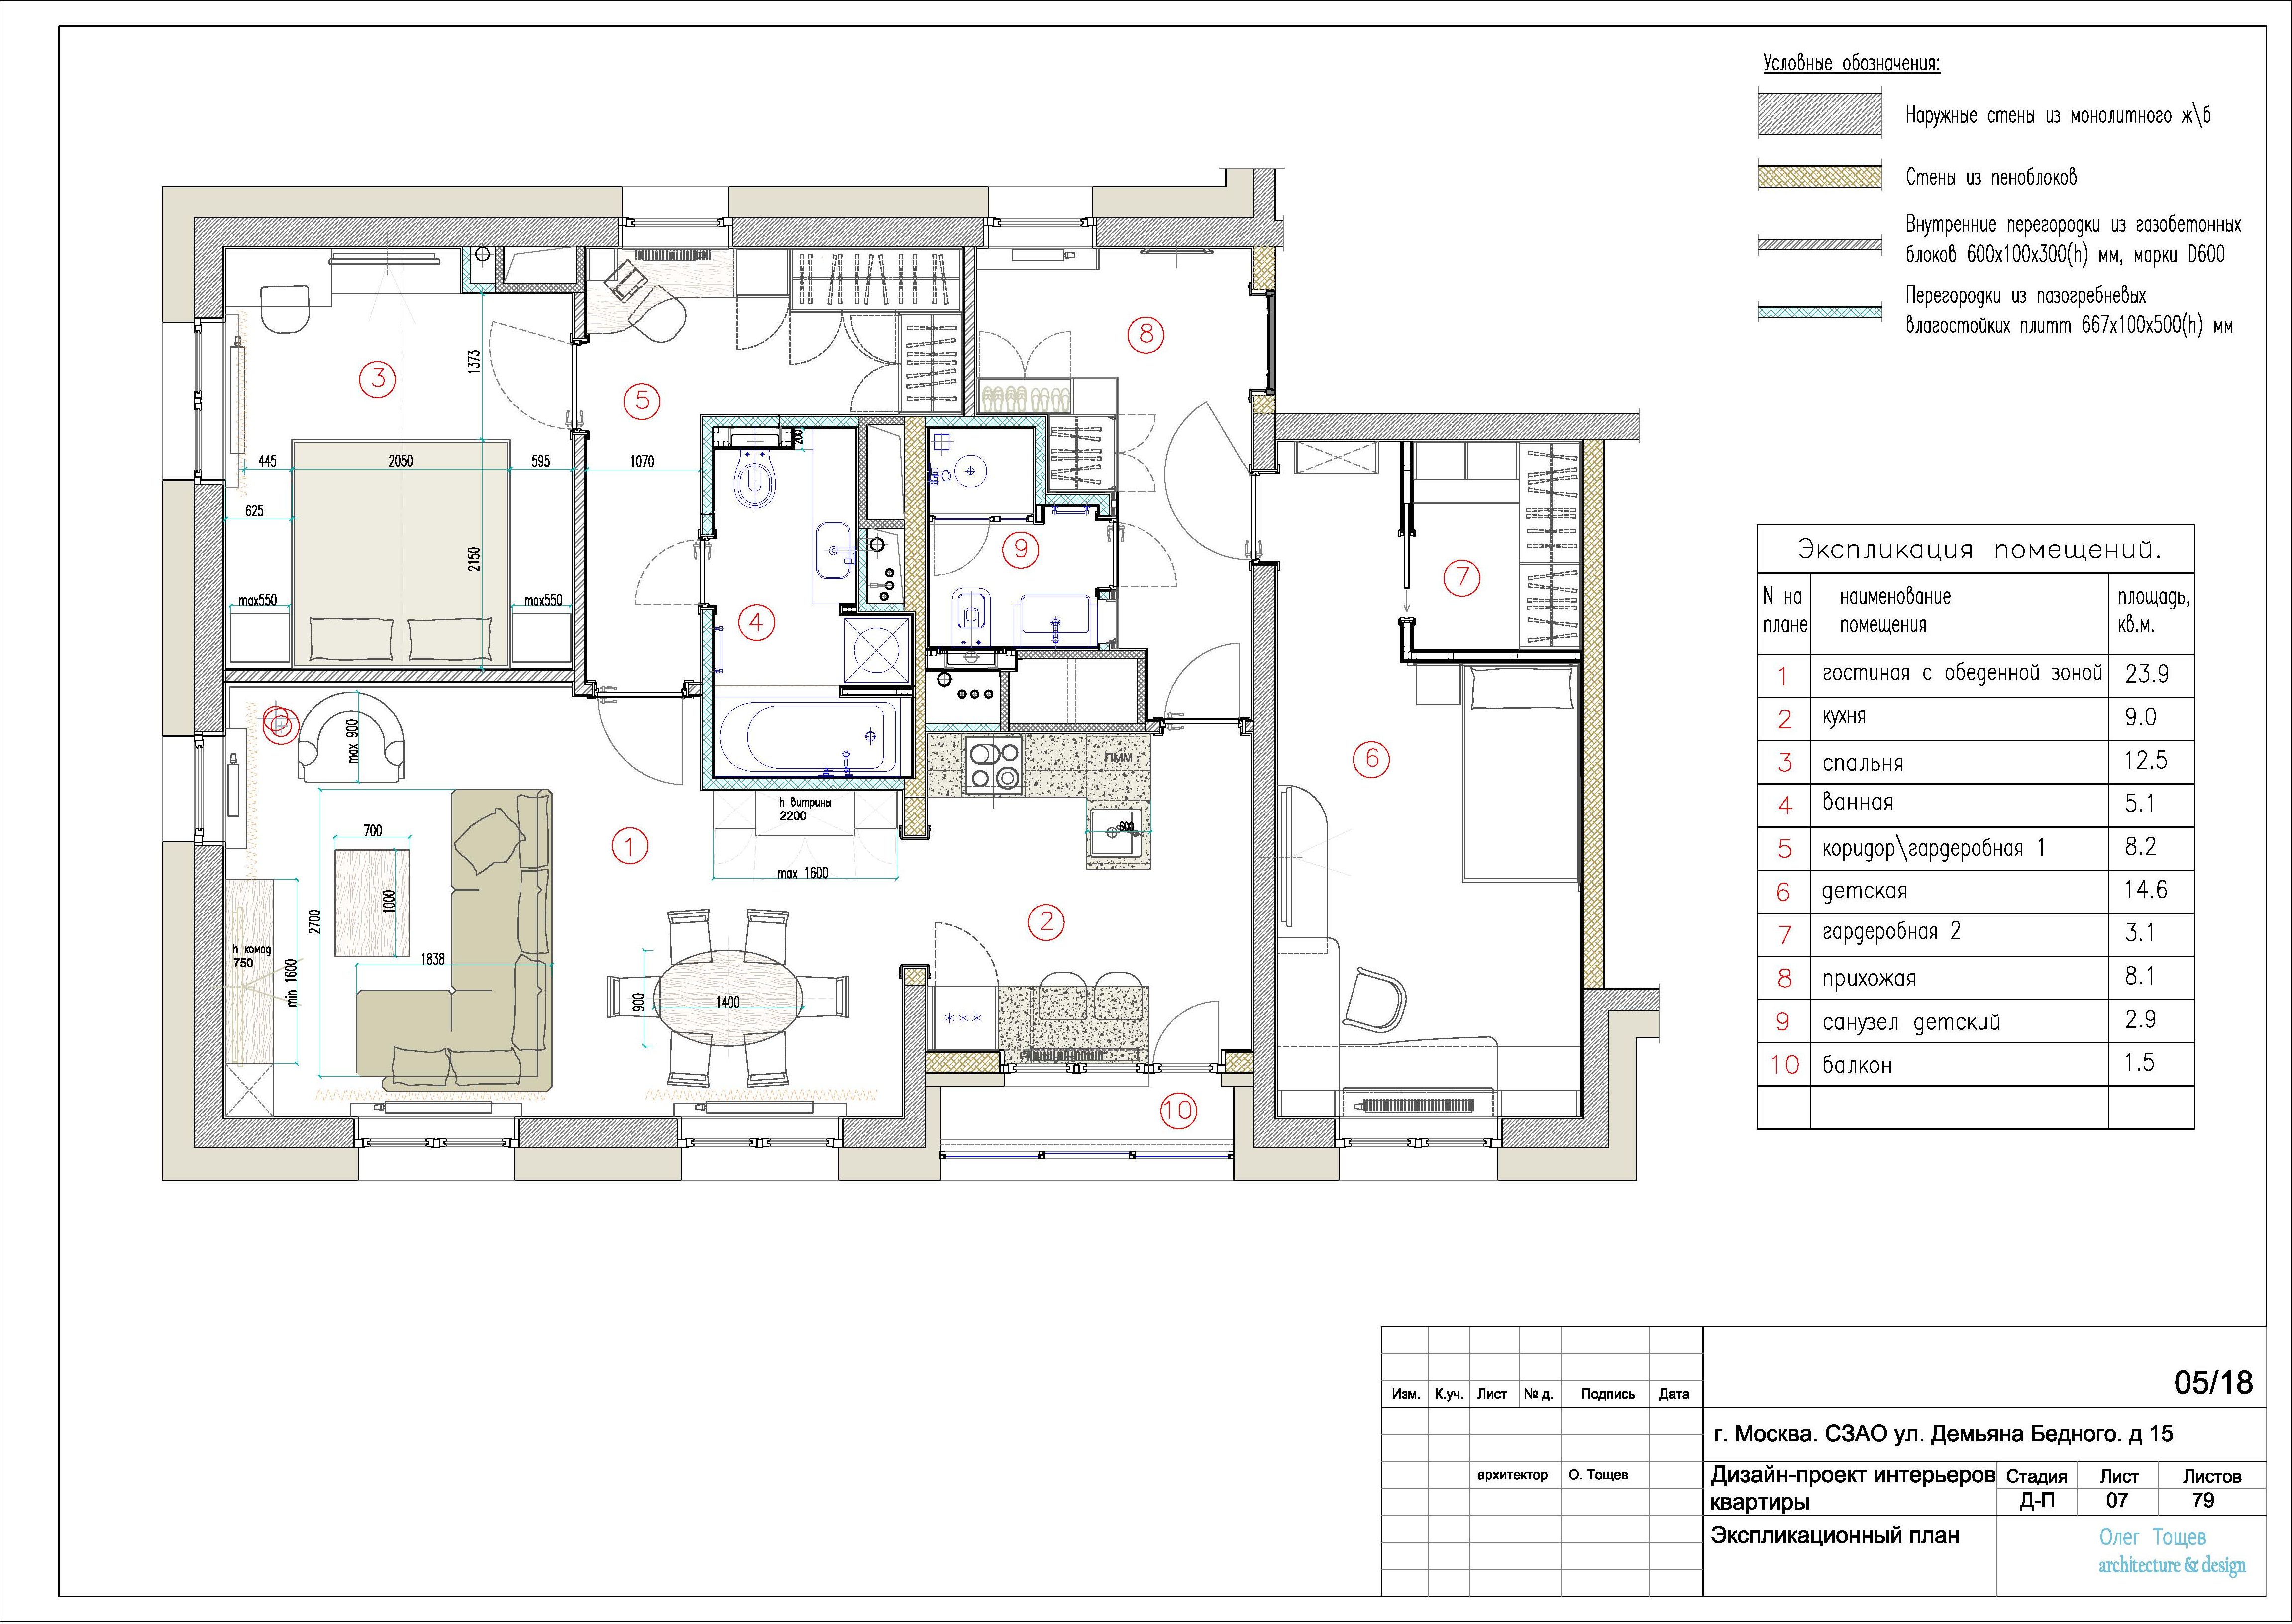 Условные обозначения:
Наружные стены из монолитного ж\б
Стены из пеноблоков
Внутренние перегородки из газобетонных
блоков 600х100х300(h) мм, марки D600
Перегородки из пазогребневых
влагостойких плитт 667х100х500(h) мм
3
1373
5
8
445
2050
595
1070
200
625
2150
max550
max550
4
9
7
6
max 900
ПММ
h витрины
2200
600
1
max 1600
700
1000
2700
1838
h комод
750
min 1600
2
900
1400
***
10
Экспликация помещений.
N на
плане
наименование
помещения
площадь,
кв.м.
1 гостиная с обеденной зоной 23.9
2 кухня 9.0
3 спальня 12.5
4 ванная 5.1
5 коридор\гардеробная 1 8.2
6 детская 14.6
7 гардеробная 2 3.1
8 прихожая 8.1
9 санузел детский 2.9
10 балкон 1.5
05/18
Изм. К.уч. Лист № д. Подпись Дата
г. Москва. СЗАО ул. Демьяна Бедного. д 15
архитектор О. Тощев
Дизайн-проект интерьеров
квартиры
Стадия Лист Листов
Д-П 07 79
Экспликационный план
Олег Тощев
architecture & design